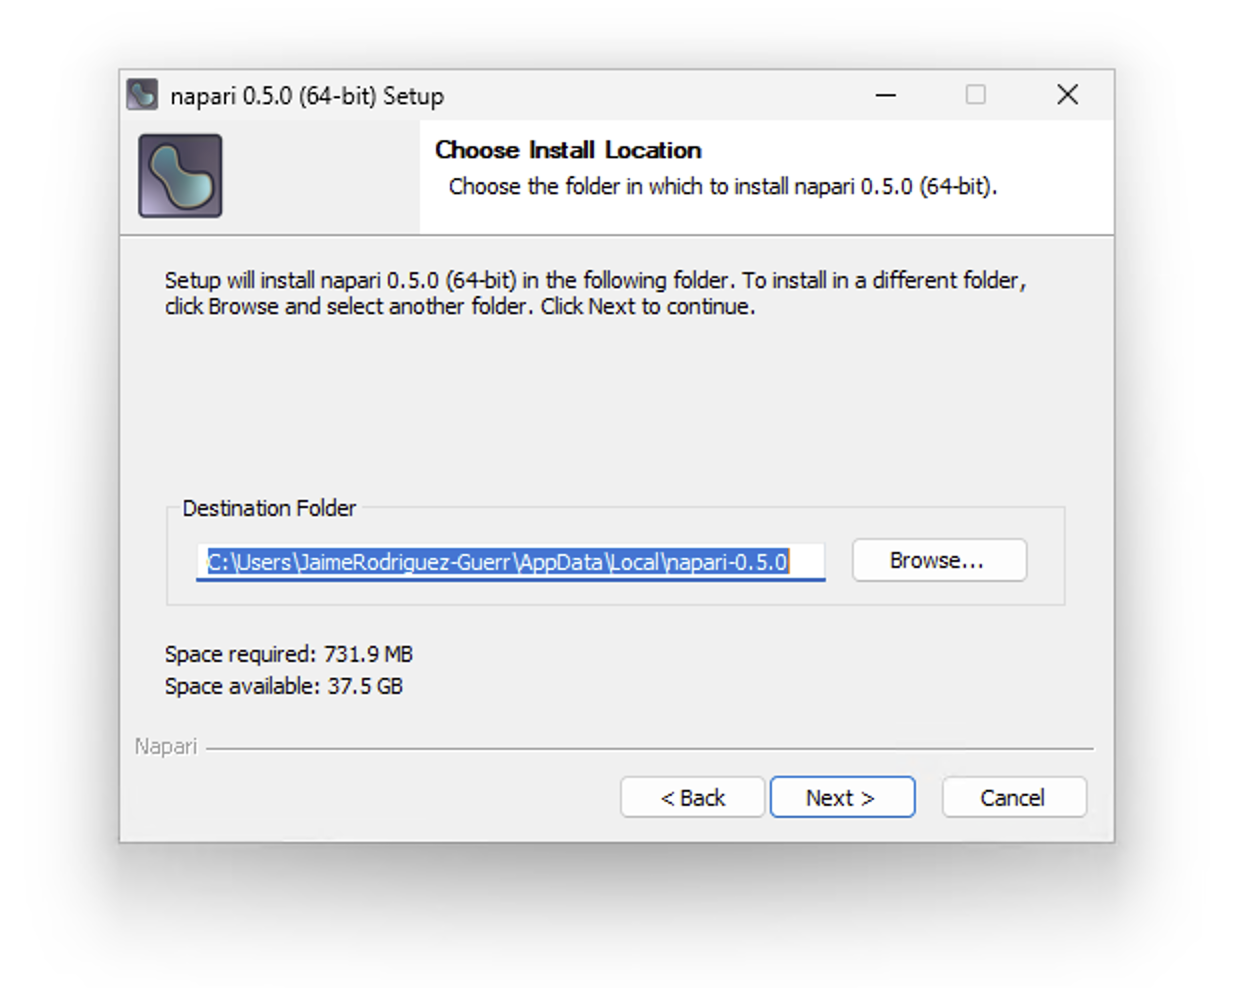 napari 0.5.0 (64-bit) Setup
Choose Install Location
Choose the folder in which to install napari 0.5.0 (64-bit).
Setup will install napari 0.5.0 (64-bit) in the following folder. To install in a different folder,
click Browse and select another folder. Click Next to continue.
Destination Folder
C:\Users\JaimeRodriguez-Guerr\AppData\Local\napari-0.5.0
Browse...
Space required: 731.9 MB
Space available: 37.5 GB
Napari
< Back
Next >
Cancel